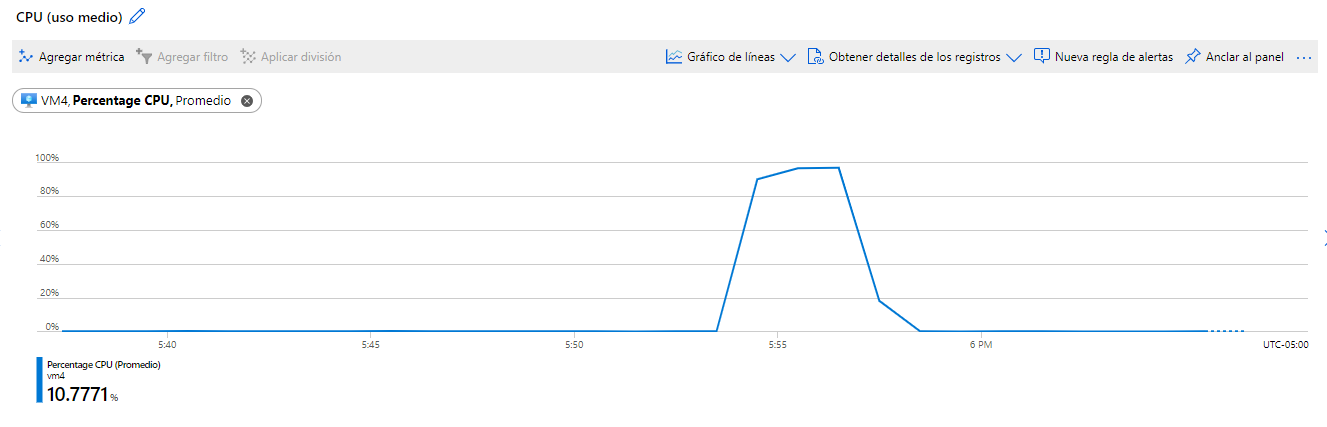 CPU (uso medio)
Agregar métrica Agregar filtro Aplicar división Gráfico de líneas Obtener detalles de los registros Nueva regla de alertas Anclar al panel ...
VM4, Percentage CPU, Promedio
100%
80%
60%
40%
20%
0%
5:40 5:45 5:50 5:55 6 PM UTC-05:00
Percentage CPU (Promedio)
vm4
10.7771 %